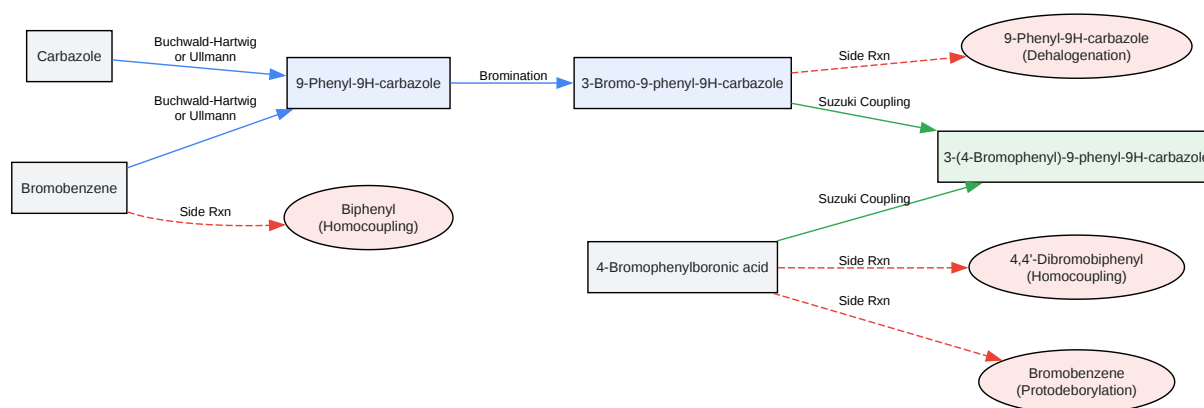 Carbazole
Buchwald-Hartwig
or Ullmann
9-Phenyl-9H-carbazole
Bromination
3-Bromo-9-phenyl-9H-carbazole
Side Rxn
9-Phenyl-9H-carbazole
(Dehalogenation)
Suzuki Coupling
Buchwald-Hartwig
or Ullmann
3-(4-Bromophenyl)-9-phenyl-9H-carbazole
Bromobenzene
Side Rxn
Biphenyl
(Homocoupling)
Suzuki Coupling
4-Bromophenylboronic acid
Side Rxn
4,4'-Dibromobiphenyl
(Homocoupling)
Side Rxn
Bromobenzene
(Protodeborylation)